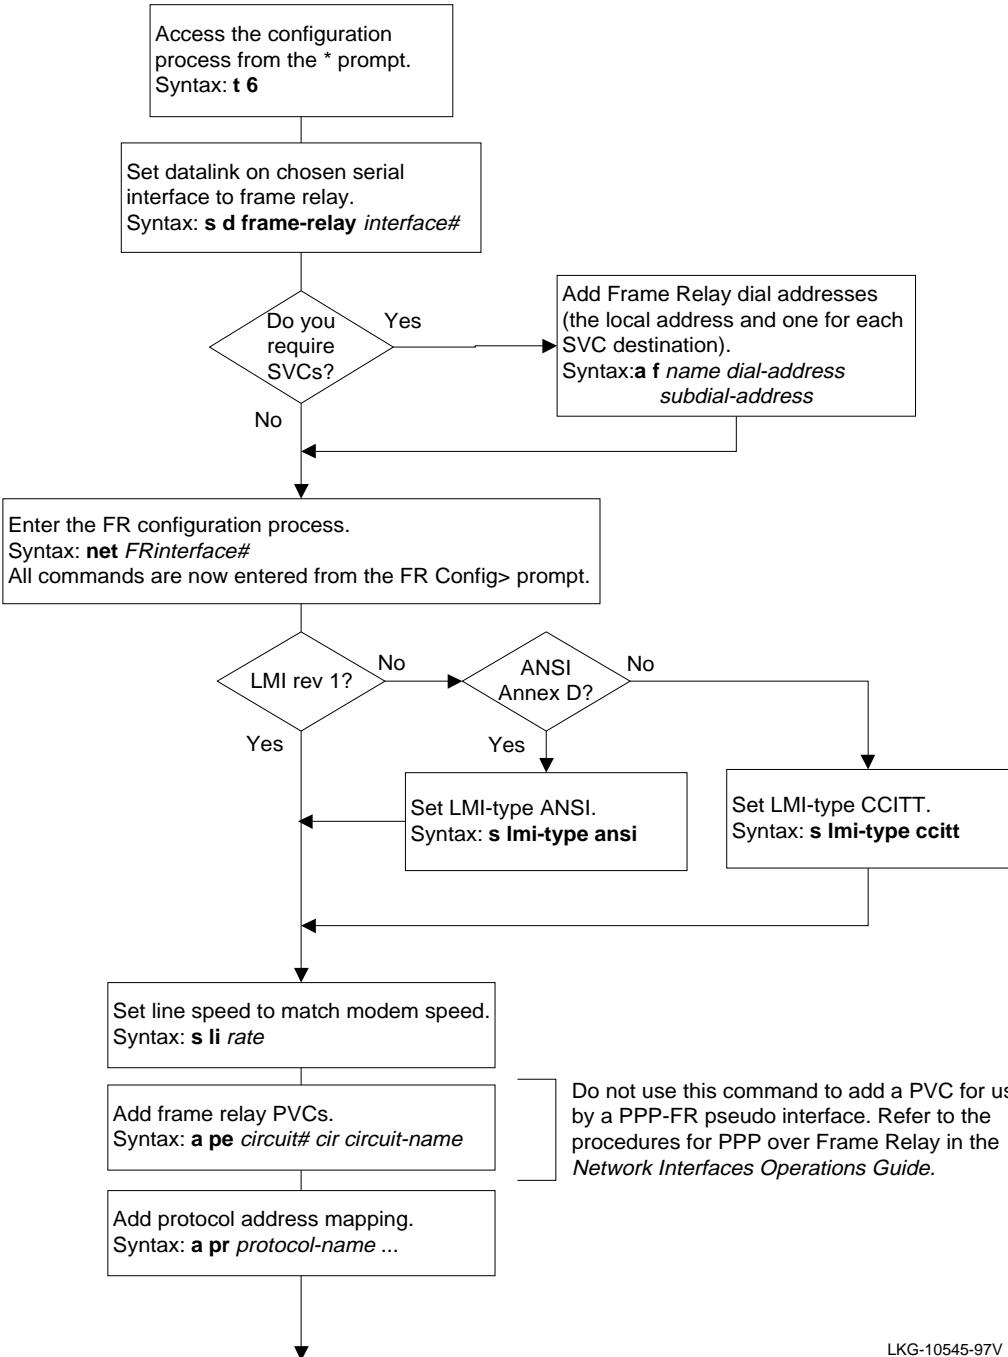 Access the configuration
process from the * prompt.
Syntax: t 6
Set datalink on chosen serial
interface to frame relay.
Syntax: s d frame-relay interface#
Do you
require
SVCs?
Yes
No
Add Frame Relay dial addresses
(the local address and one for each
SVC destination).
Syntax:a f name dial-address
subdial-address
Enter the FR configuration process.
Syntax: net FRinterface#
All commands are now entered from the FR Config> prompt.
LMI rev 1?
No
Yes
ANSI
Annex D?
No
Yes
Set LMI-type ANSI.
Syntax: s lmi-type ansi
Set LMI-type CCITT.
Syntax: s lmi-type ccitt
Set line speed to match modem speed.
Syntax: s li rate
Add frame relay PVCs.
Syntax: a pe circuit# cir circuit-name
Do not use this command to add a PVC for us
by a PPP-FR pseudo interface. Refer to the
procedures for PPP over Frame Relay in the
Network Interfaces Operations Guide.
Add protocol address mapping.
Syntax: a pr protocol-name ...
LKG-10545-97V